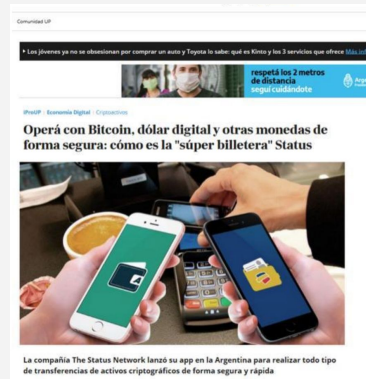 Comunidad UP
Los jóvenes ya no se obsesionan por comprar un auto y Toyota lo sabe: qué es Kinto y los 3 servicios que ofrece Más
respetá los 2 metros
de distancia
seguí cuidándote
iProUP | Economía Digital | Criptoactivos
Operá con Bitcoin, dólar digital y otras monedas de
forma segura: cómo es la "súper billetera" Status
La compañía The Status Network lanzó su app en la Argentina para realizar todo tipo
de transferencias de activos criptográficos de forma segura y rápida